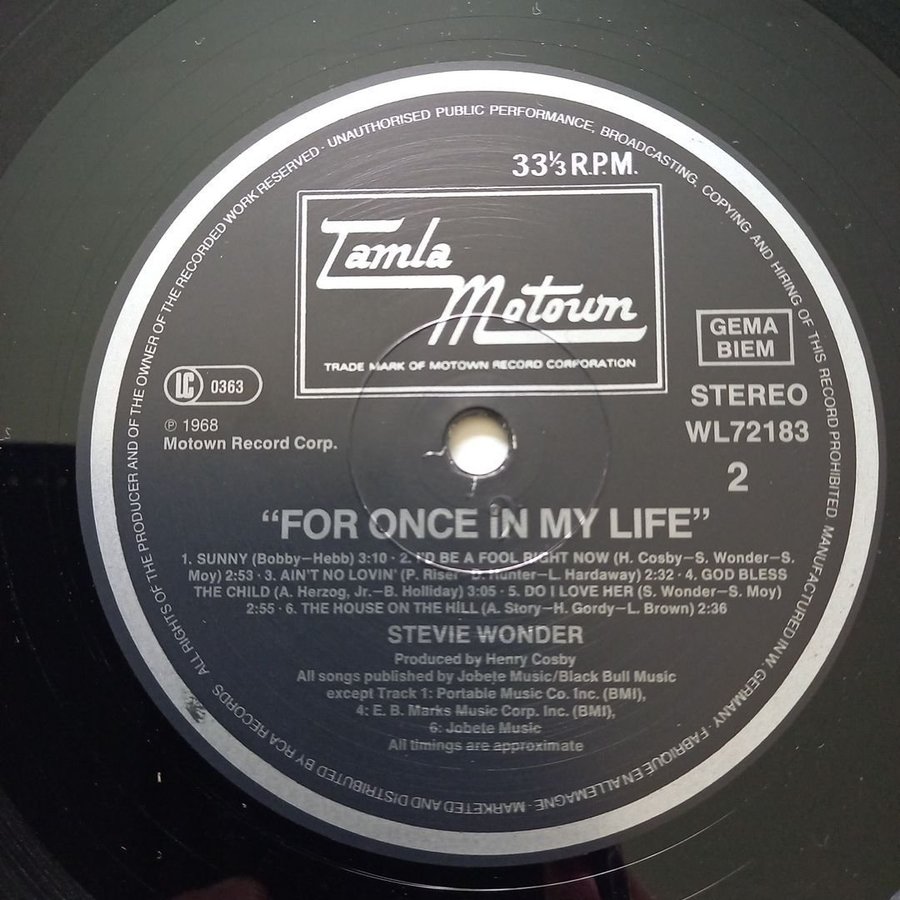 ALL RIGHTS OF THE PRODUCER AND OF THE OWNER OF THE RECORDED WORK RESERVED · UNAUTHORISED PUBLIC PERFORMANCE, BROADCASTING, COPYING AND HIRING OF THIS RECORD PROHIBITED. MANUFACTURED IN W. GERMANY · FABRIQUE EN ALLEMAGNE · MARKETED AND DISTRIBUTED BY RCA RECORDS
33⅓ R.P.M.
Tamla
Motown
TRADE MARK OF MOTOWN RECORD CORPORATION
GEMA
BIEM
LC 0363
STEREO
℗ 1968
Motown Record Corp.
WL72183
2
“FOR ONCE IN MY LIFE”
1. SUNNY (Bobby–Hebb) 3:10 · 2. I'D BE A FOOL RIGHT NOW (H. Cosby–S. Wonder–S.
Moy) 2:53 · 3. AIN'T NO LOVIN' (P. Riser–D. Hunter–L. Hardaway) 2:32 · 4. GOD BLESS
THE CHILD (A. Herzog, Jr.–B. Holliday) 3:05 · 5. DO I LOVE HER (S. Wonder–S. Moy)
2:55 · 6. THE HOUSE ON THE HILL (A. Story–H. Gordy–L. Brown) 2:36
STEVIE WONDER
Produced by Henry Cosby
All songs published by Jobete Music/Black Bull Music
except Track 1: Portable Music Co. Inc. (BMI),
4: E. B. Marks Music Corp. Inc. (BMI),
6: Jobete Music
All timings are approximate